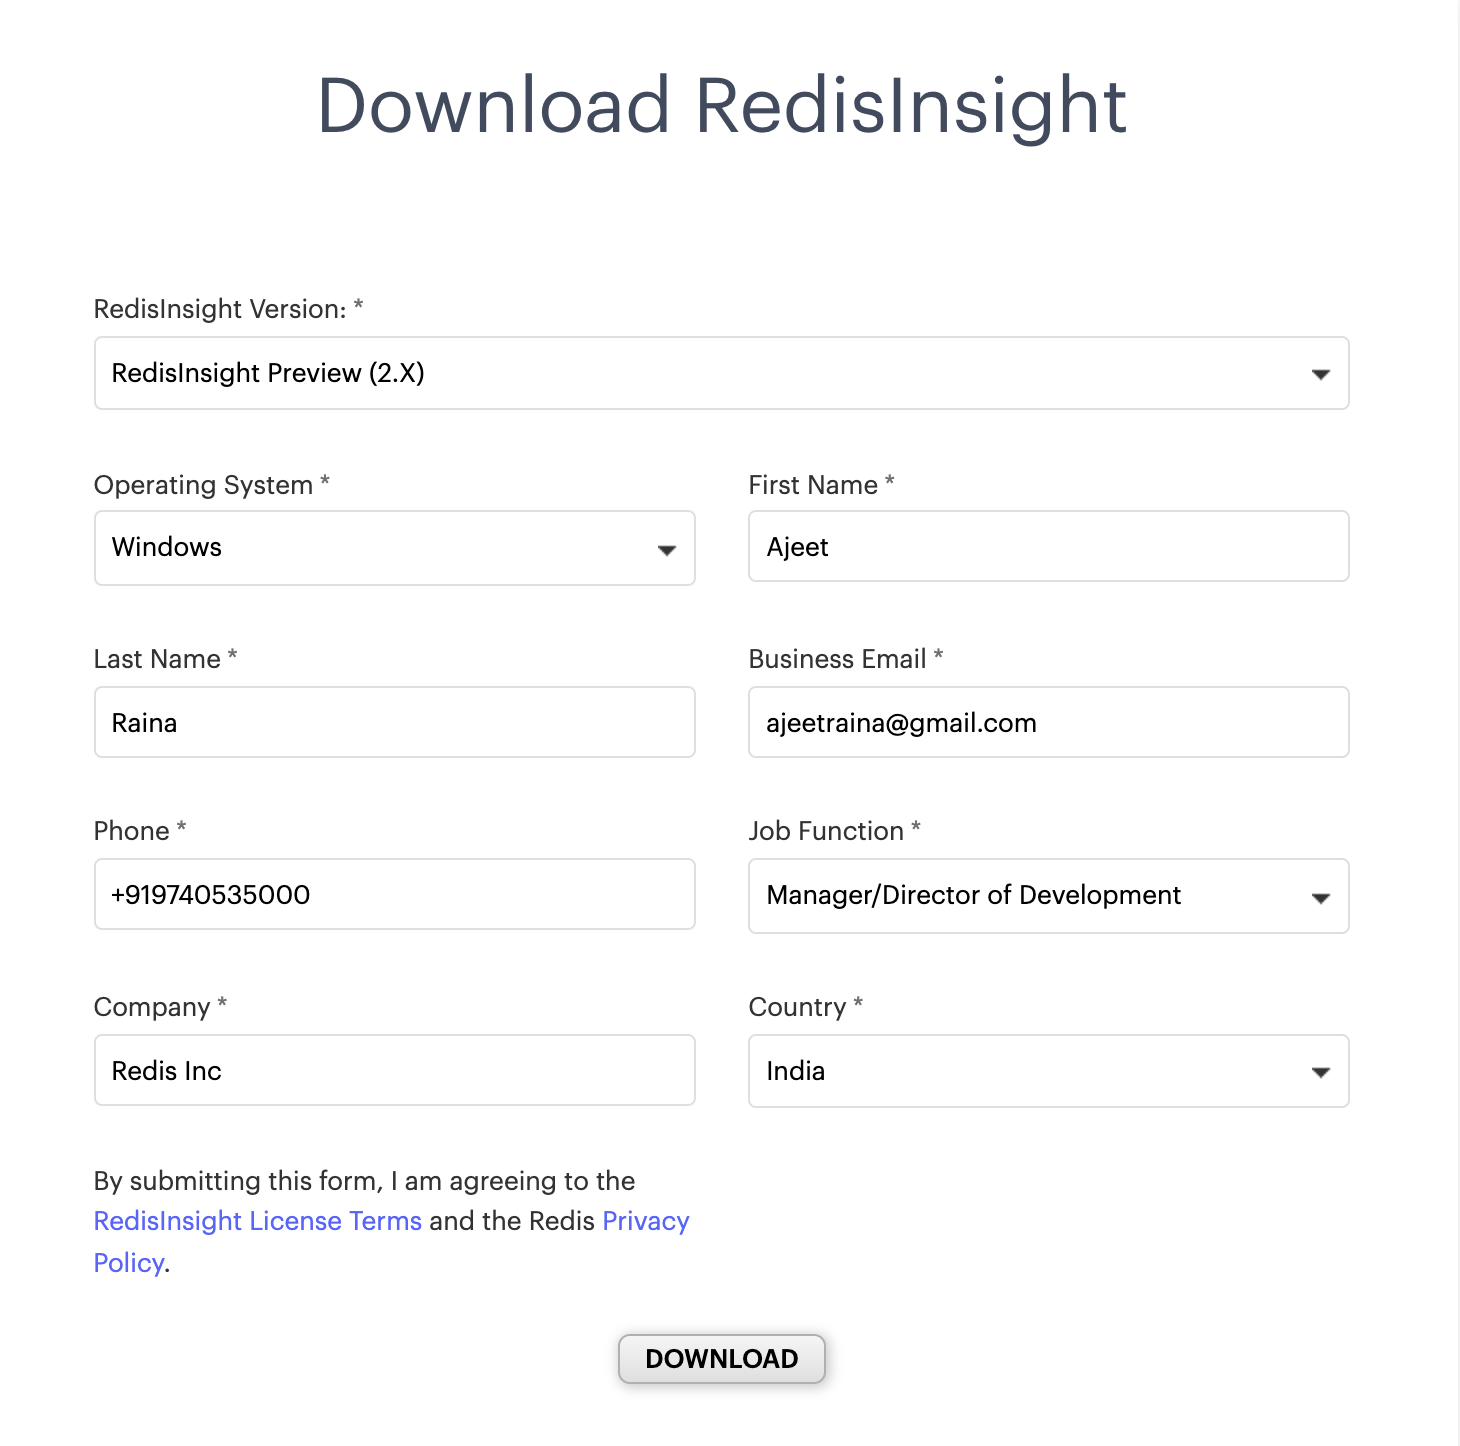 Download RedisInsight
RedisInsight Version: *
RedisInsight Preview (2.X)
Operating System *
Windows
First Name *
Ajeet
Last Name *
Raina
Business Email *
ajeetraina@gmail.com
Phone *
+919740535000
Job Function *
Manager/Director of Development
Company *
Redis Inc
Country *
India
By submitting this form, I am agreeing to the
RedisInsight License Terms and the Redis Privacy
Policy.
DOWNLOAD